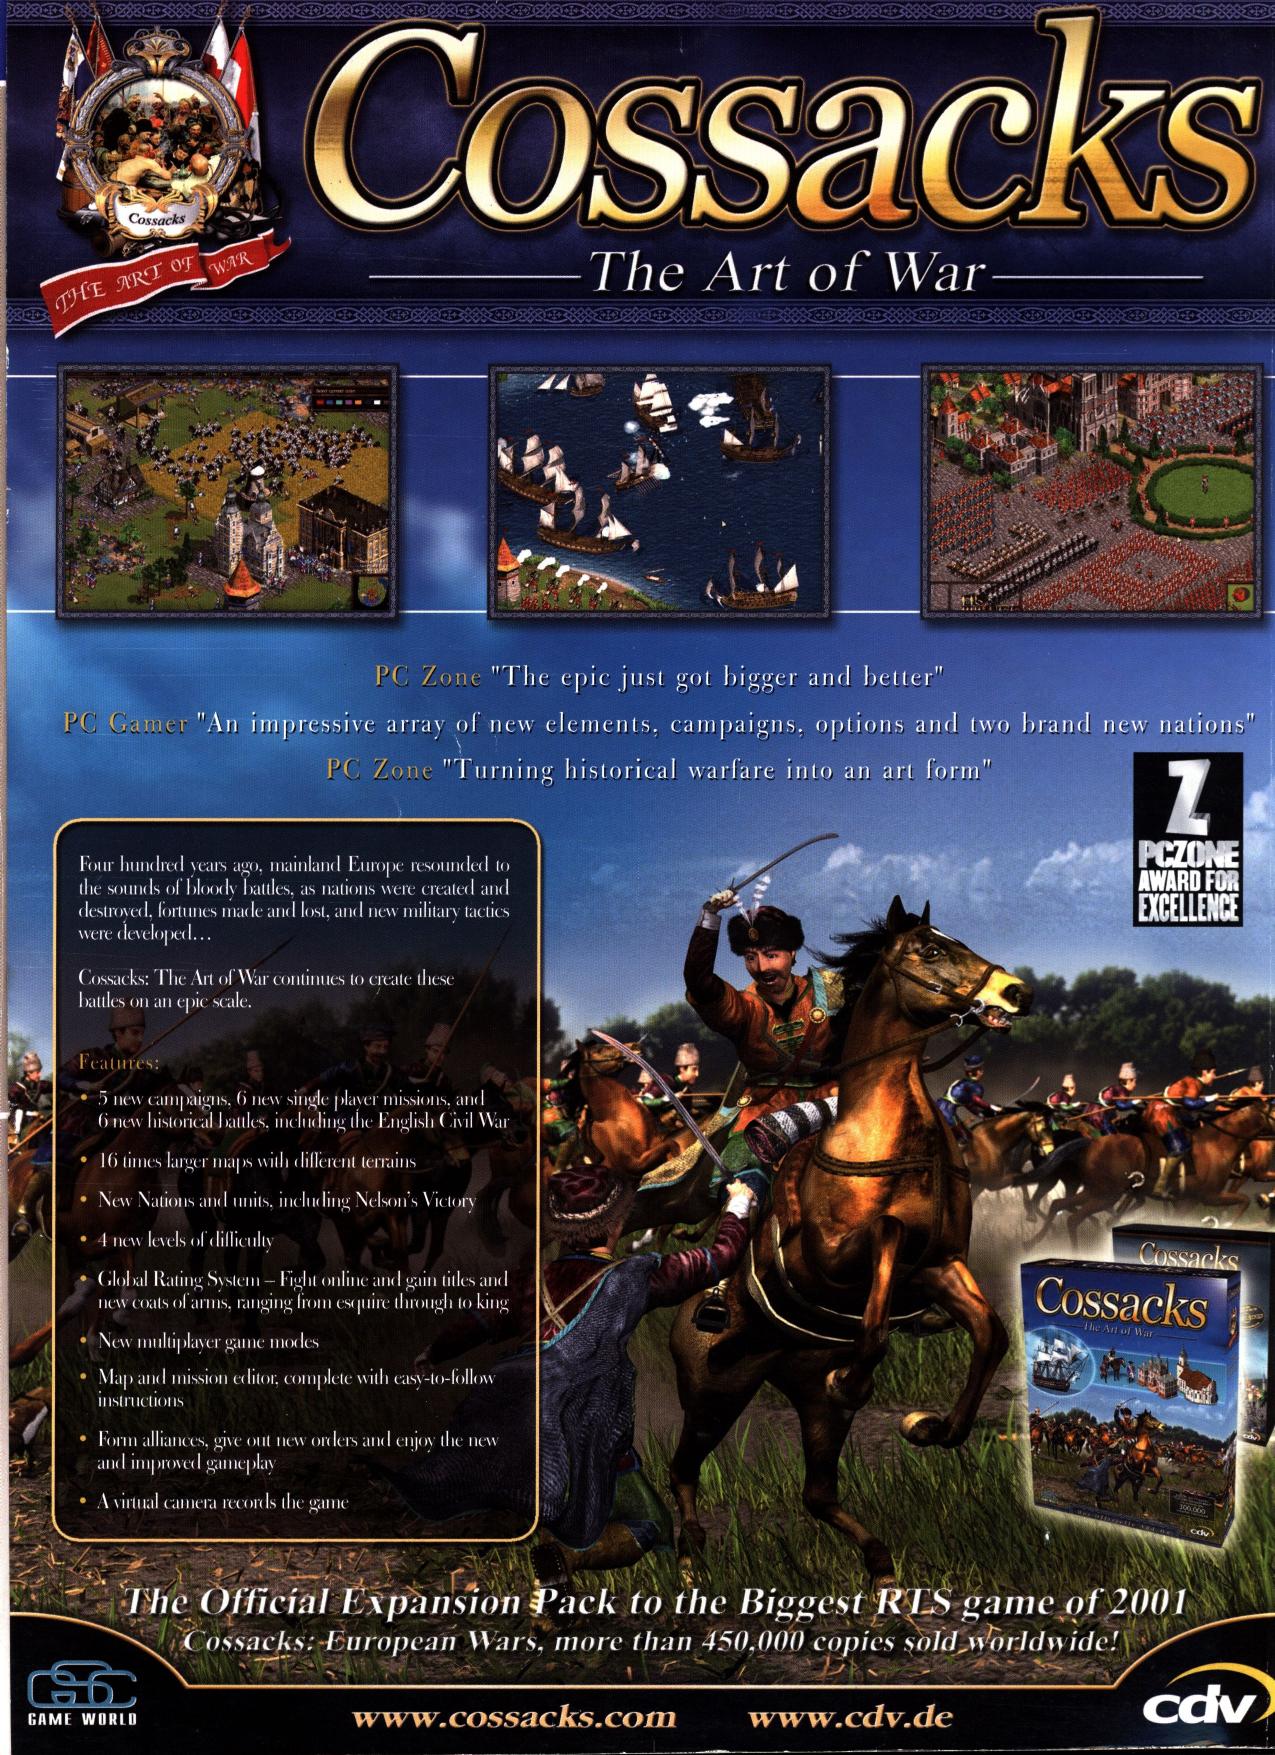 Cossacks
Cossacks
THE ART OF WAR
The Art of War
PC Zone "The epic just got bigger and better"
PC Gamer "An impressive array of new elements, campaigns, options and two brand new nations"
PC Zone "Turning historical warfare into an art form"
Z
PCZONE
AWARD FOR
EXCELLENCE
Four hundred years ago, mainland Europe resounded to
the sounds of bloody battles, as nations were created and
destroyed, fortunes made and lost, and new military tactics
were developed…
Cossacks: The Art of War continues to create these
battles on an epic scale.
Features:
• 5 new campaigns, 6 new single player missions, and
6 new historical battles, including the English Civil War
• 16 times larger maps with different terrains
• New Nations and units, including Nelson's Victory
• 4 new levels of difficulty
• Global Rating System – Fight online and gain titles and
new coats of arms, ranging from esquire through to king
• New multiplayer game modes
• Map and mission editor, complete with easy-to-follow
instructions
• Form alliances, give out new orders and enjoy the new
and improved gameplay
• A virtual camera records the game
Cossacks
Cossacks
The Art of War
300,000
cdv
cdv
The Official Expansion Pack to the Biggest RTS game of 2001
Cossacks: European Wars, more than 450,000 copies sold worldwide!
GSC
GAME WORLD
www.cossacks.com www.cdv.de
cdv